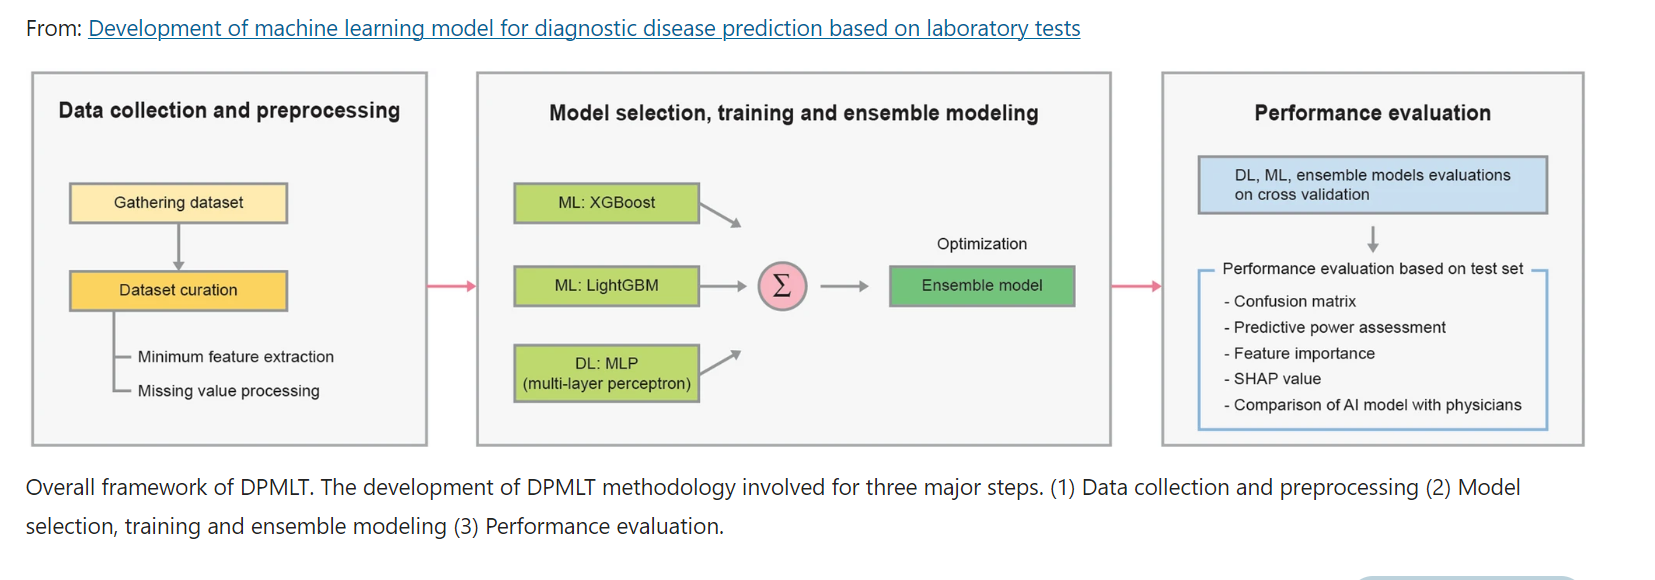 From: Development of machine learning model for diagnostic disease prediction based on laboratory tests
Data collection and preprocessing
Gathering dataset
Dataset curation
Minimum feature extraction
Missing value processing
Model selection, training and ensemble modeling
ML: XGBoost
ML: LightGBM
DL: MLP
(multi-layer perceptron)
Σ
Optimization
Ensemble model
Performance evaluation
DL, ML, ensemble models evaluations
on cross validation
Performance evaluation based on test set
- Confusion matrix
- Predictive power assessment
- Feature importance
- SHAP value
- Comparison of AI model with physicians
Overall framework of DPMLT. The development of DPMLT methodology involved for three major steps. (1) Data collection and preprocessing (2) Model
selection, training and ensemble modeling (3) Performance evaluation.